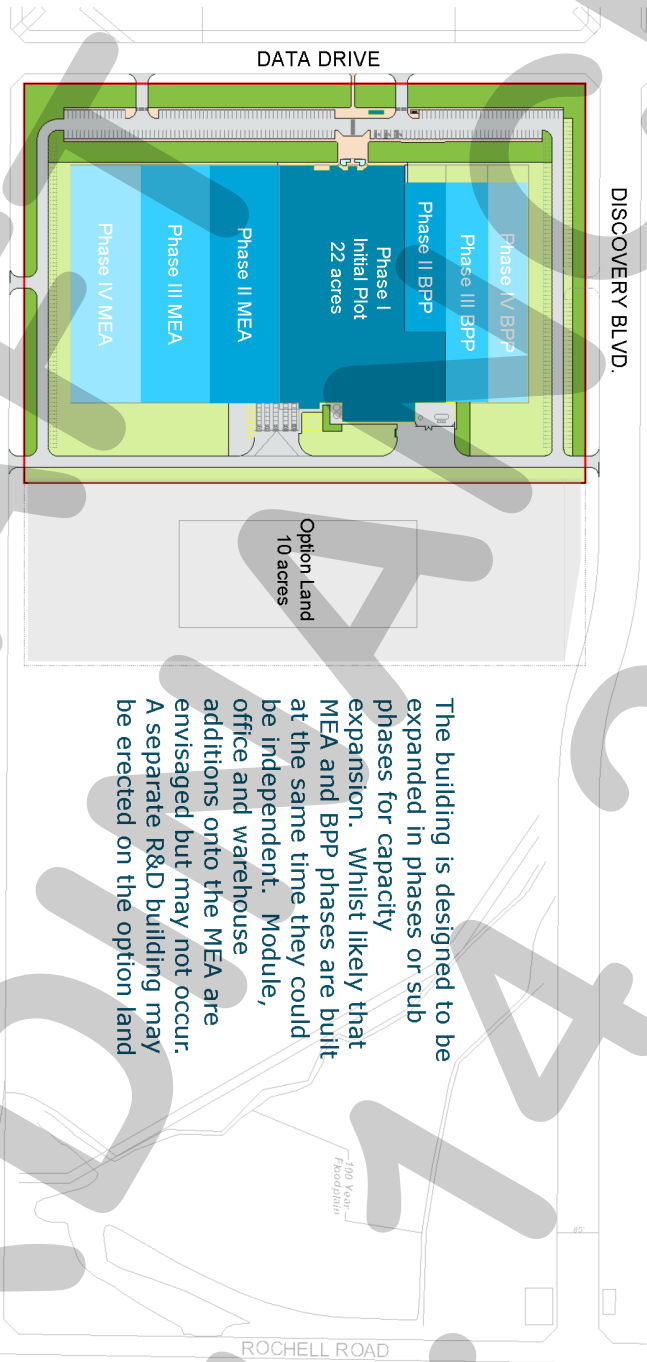 DATA DRIVE
DISCOVERY BLVD.
Phase IV MEA
Phase III MEA
Phase II MEA
Phase I
Initial Plot
22 acres
Phase II BPP
Phase III BPP
Phase IV BPP
Option Land
10 acres
The building is designed to be
expanded in phases or sub
phases for capacity
expansion. Whilst likely that
MEA and BPP phases are built
at the same time they could
be independent. Module,
office and warehouse
additions onto the MEA are
envisaged but may not occur.
A separate R&D building may
be erected on the option land
100 Year
Floodplain
85'
ROCHELL ROAD